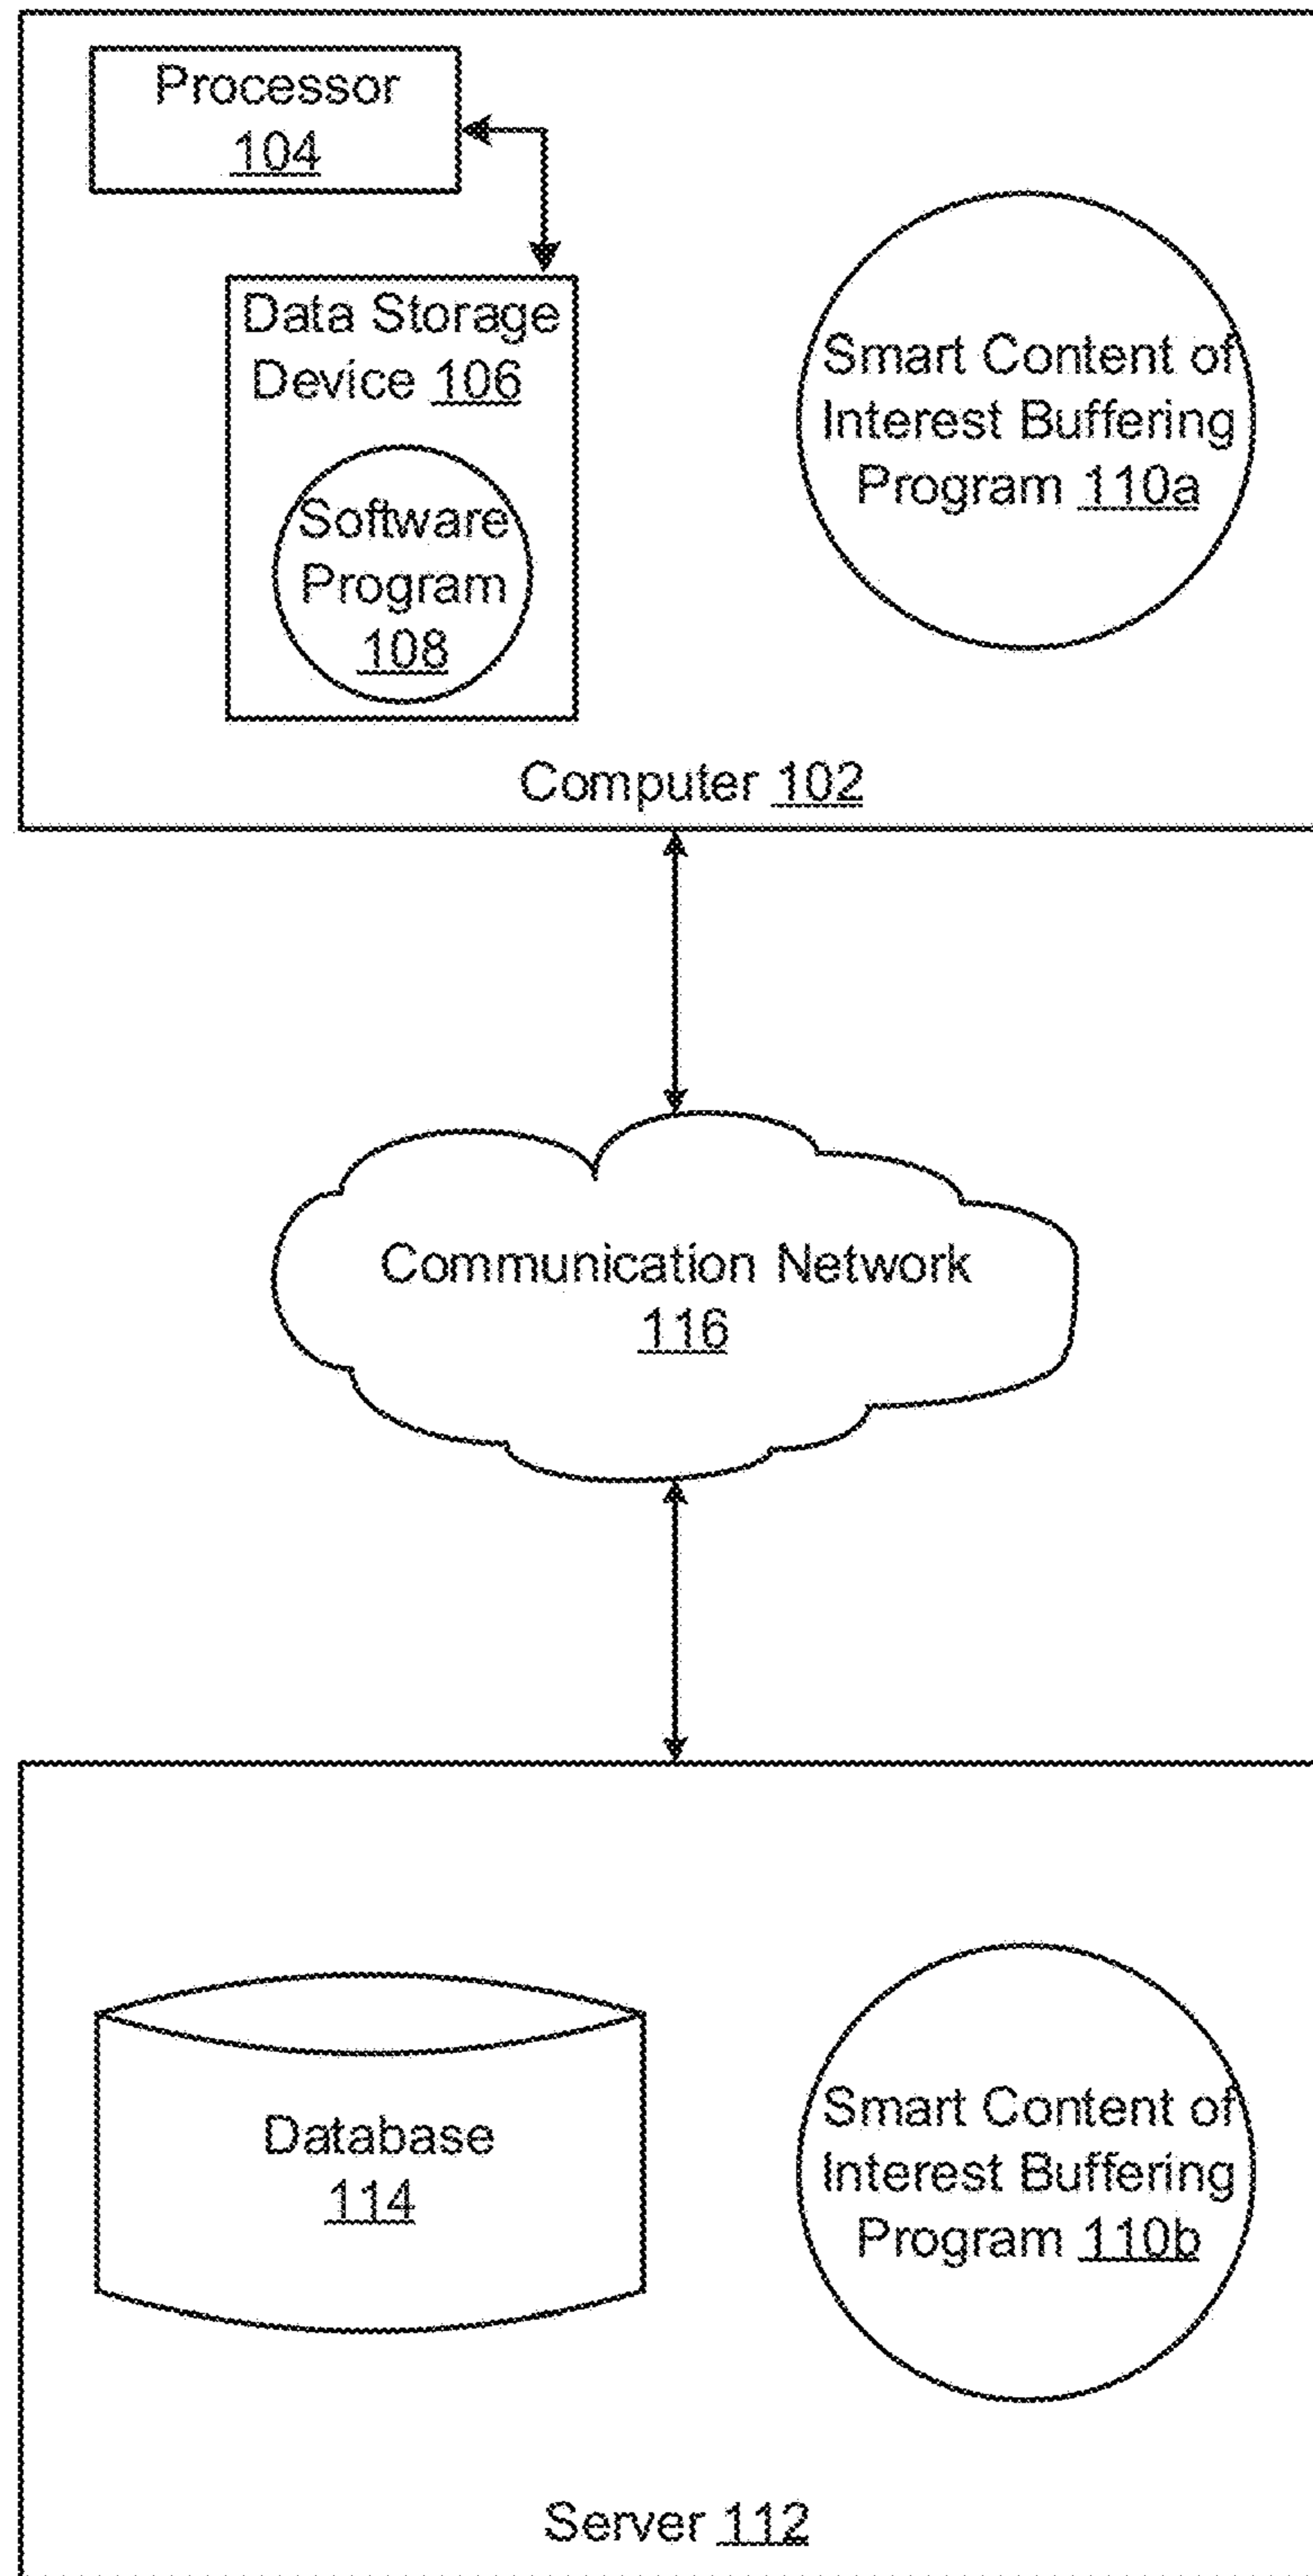 Processor
104
Data Storage
Device 106
Software
Program
108
Smart Content of
Interest Buffering
Program 110a
Computer 102
Communication Network
116
Database
114
Smart Content of
Interest Buffering
Program 110b
Server 112